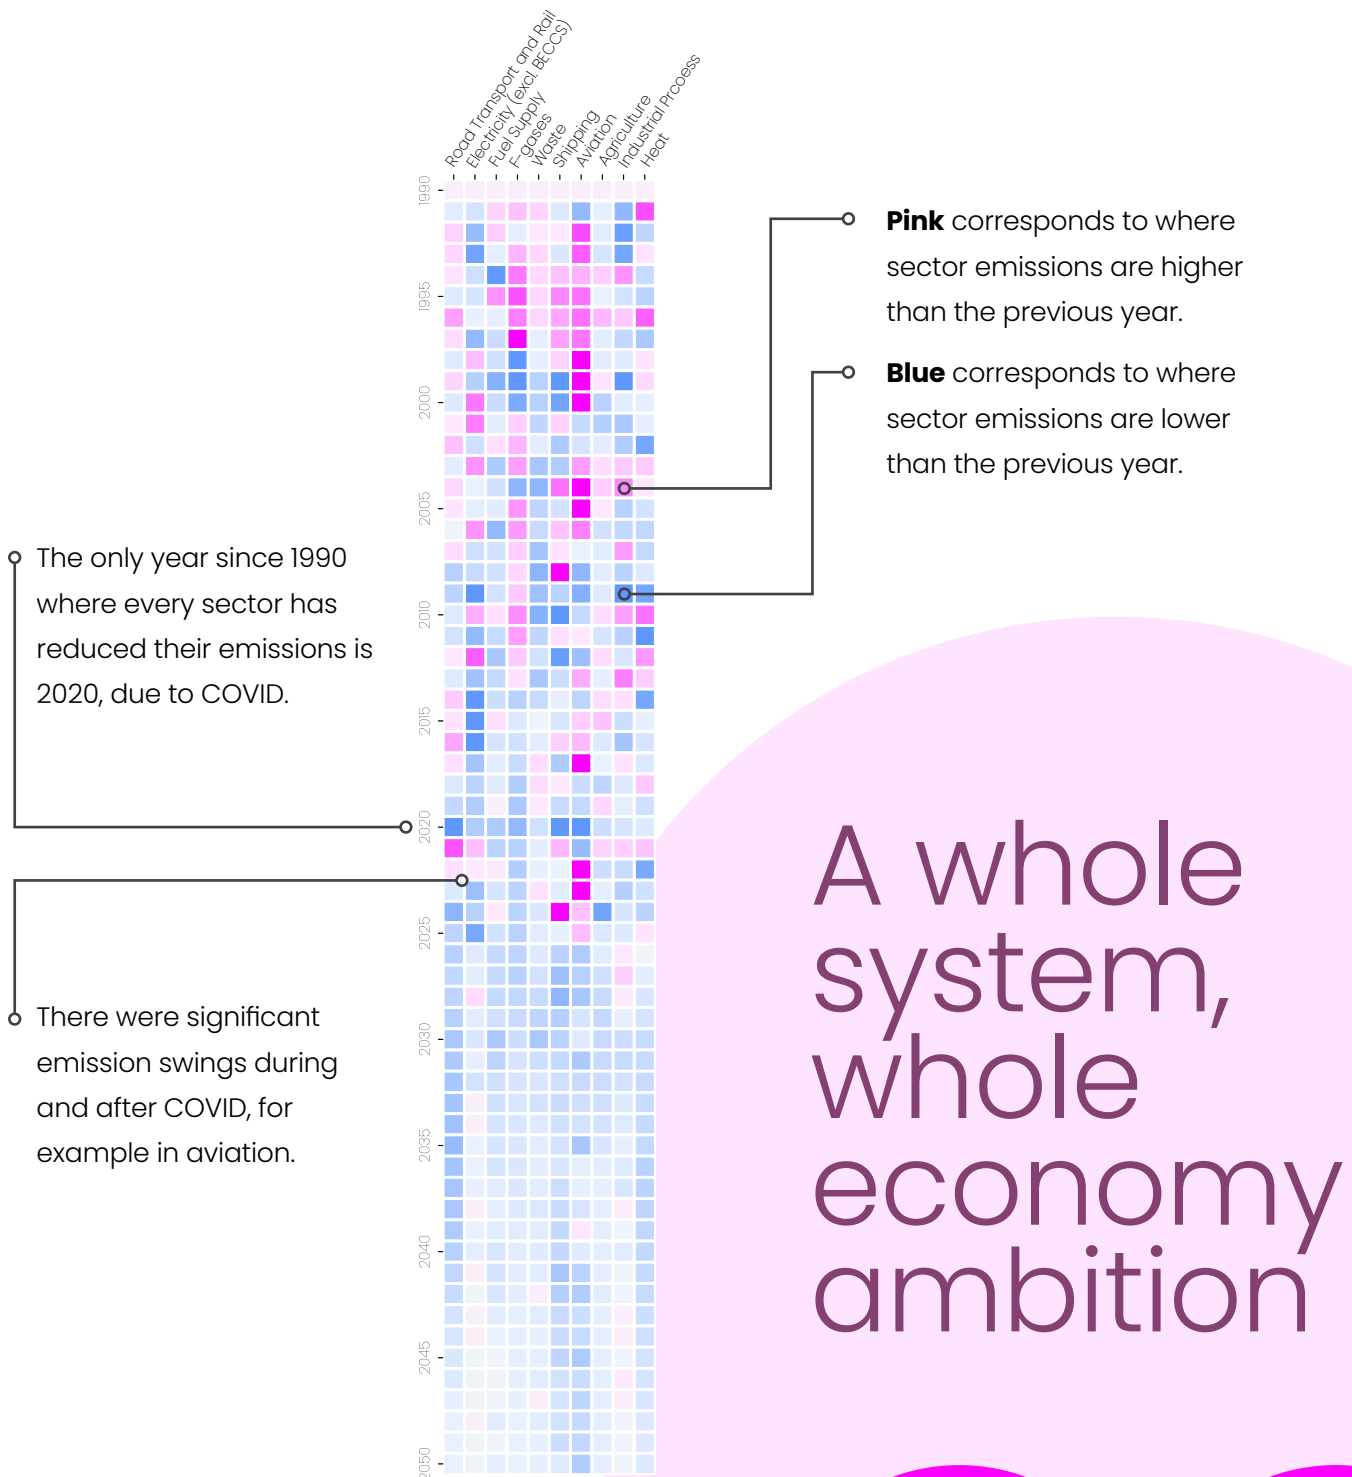 Road Transport and Rail
Electricity (excl. BECCS)
Fuel Supply
F-gases
Waste
Shipping
Aviation
Agriculture
Industrial Prcoess
Heat
1990
1995
2000
2005
2010
2015
2020
2025
2030
2035
2040
2045
2050
Pink corresponds to where
sector emissions are higher
than the previous year.
Blue corresponds to where
sector emissions are lower
than the previous year.
The only year since 1990
where every sector has
reduced their emissions is
2020, due to COVID.
There were significant
emission swings during
and after COVID, for
example in aviation.
A whole
system,
whole
economy
ambition